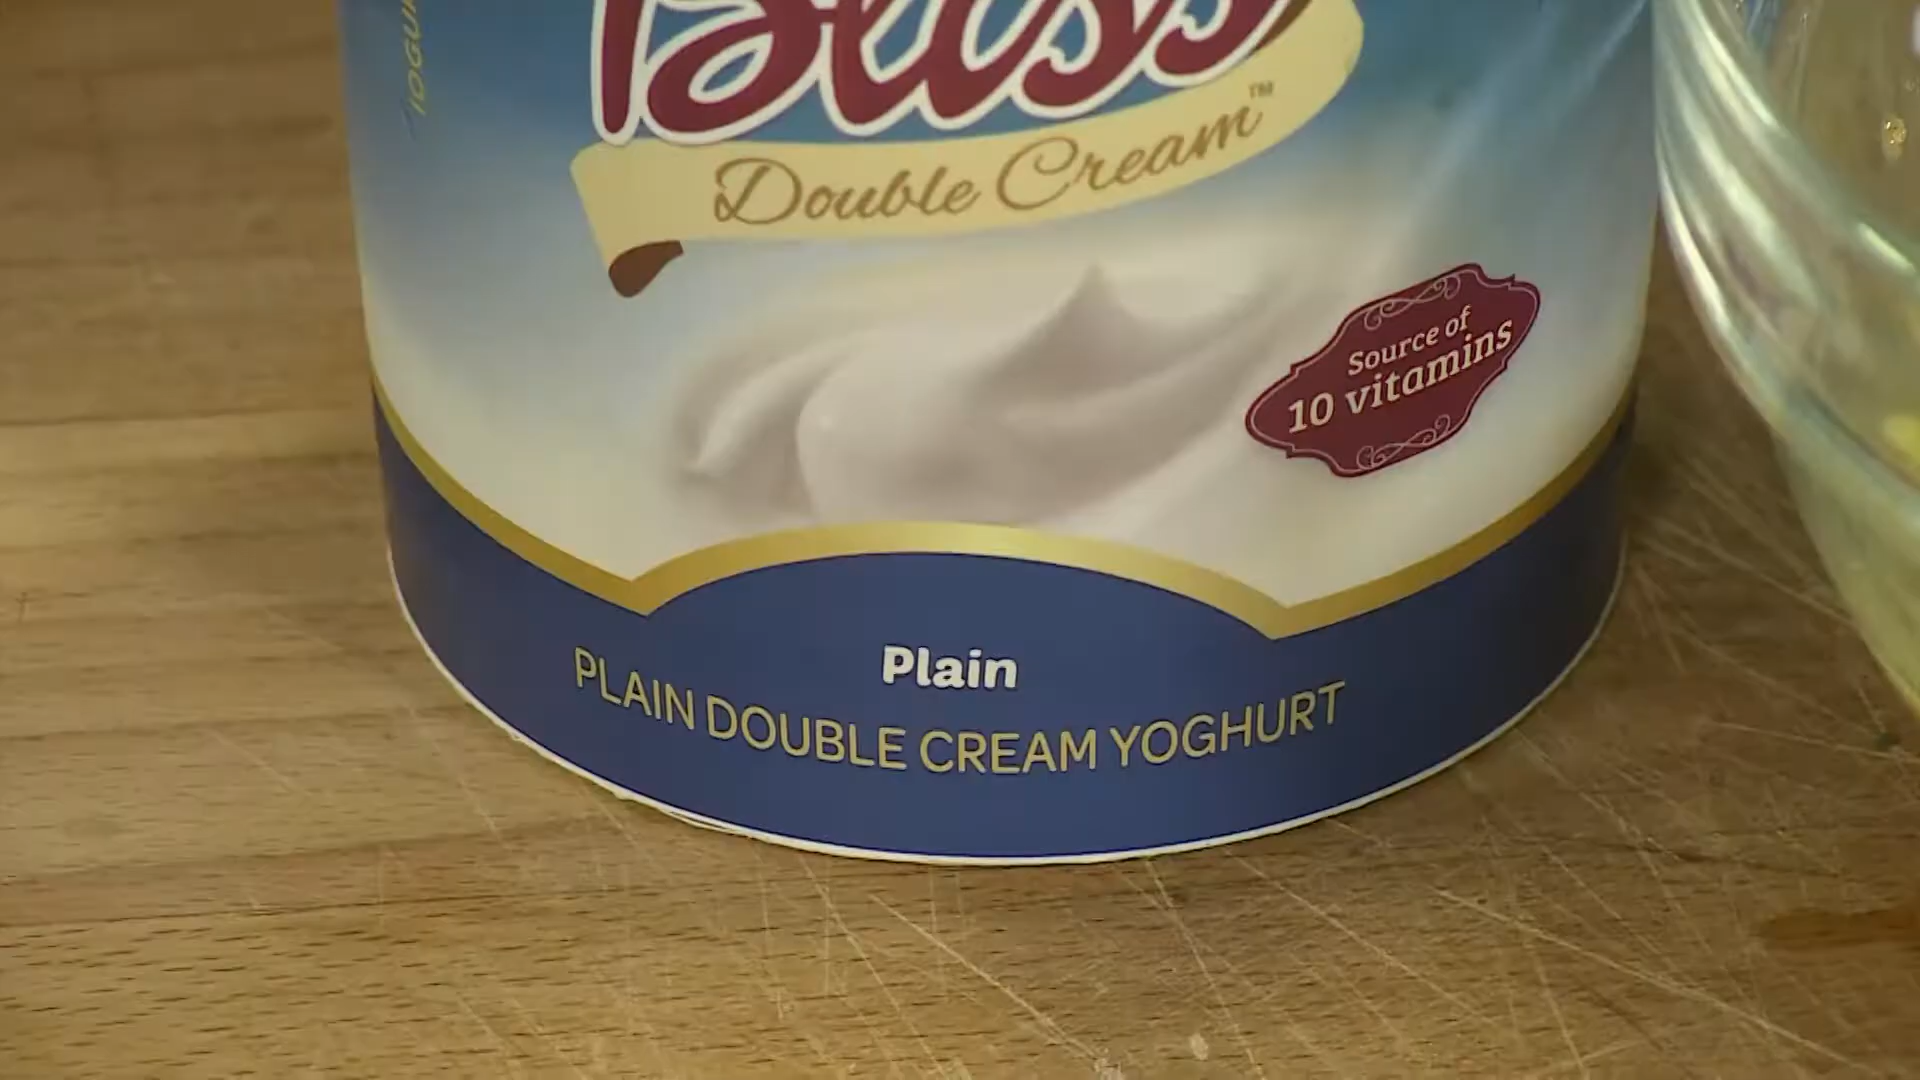 Bliss
Double Cream™
Source of
10 vitamins
Plain
PLAIN DOUBLE CREAM YOGHURT